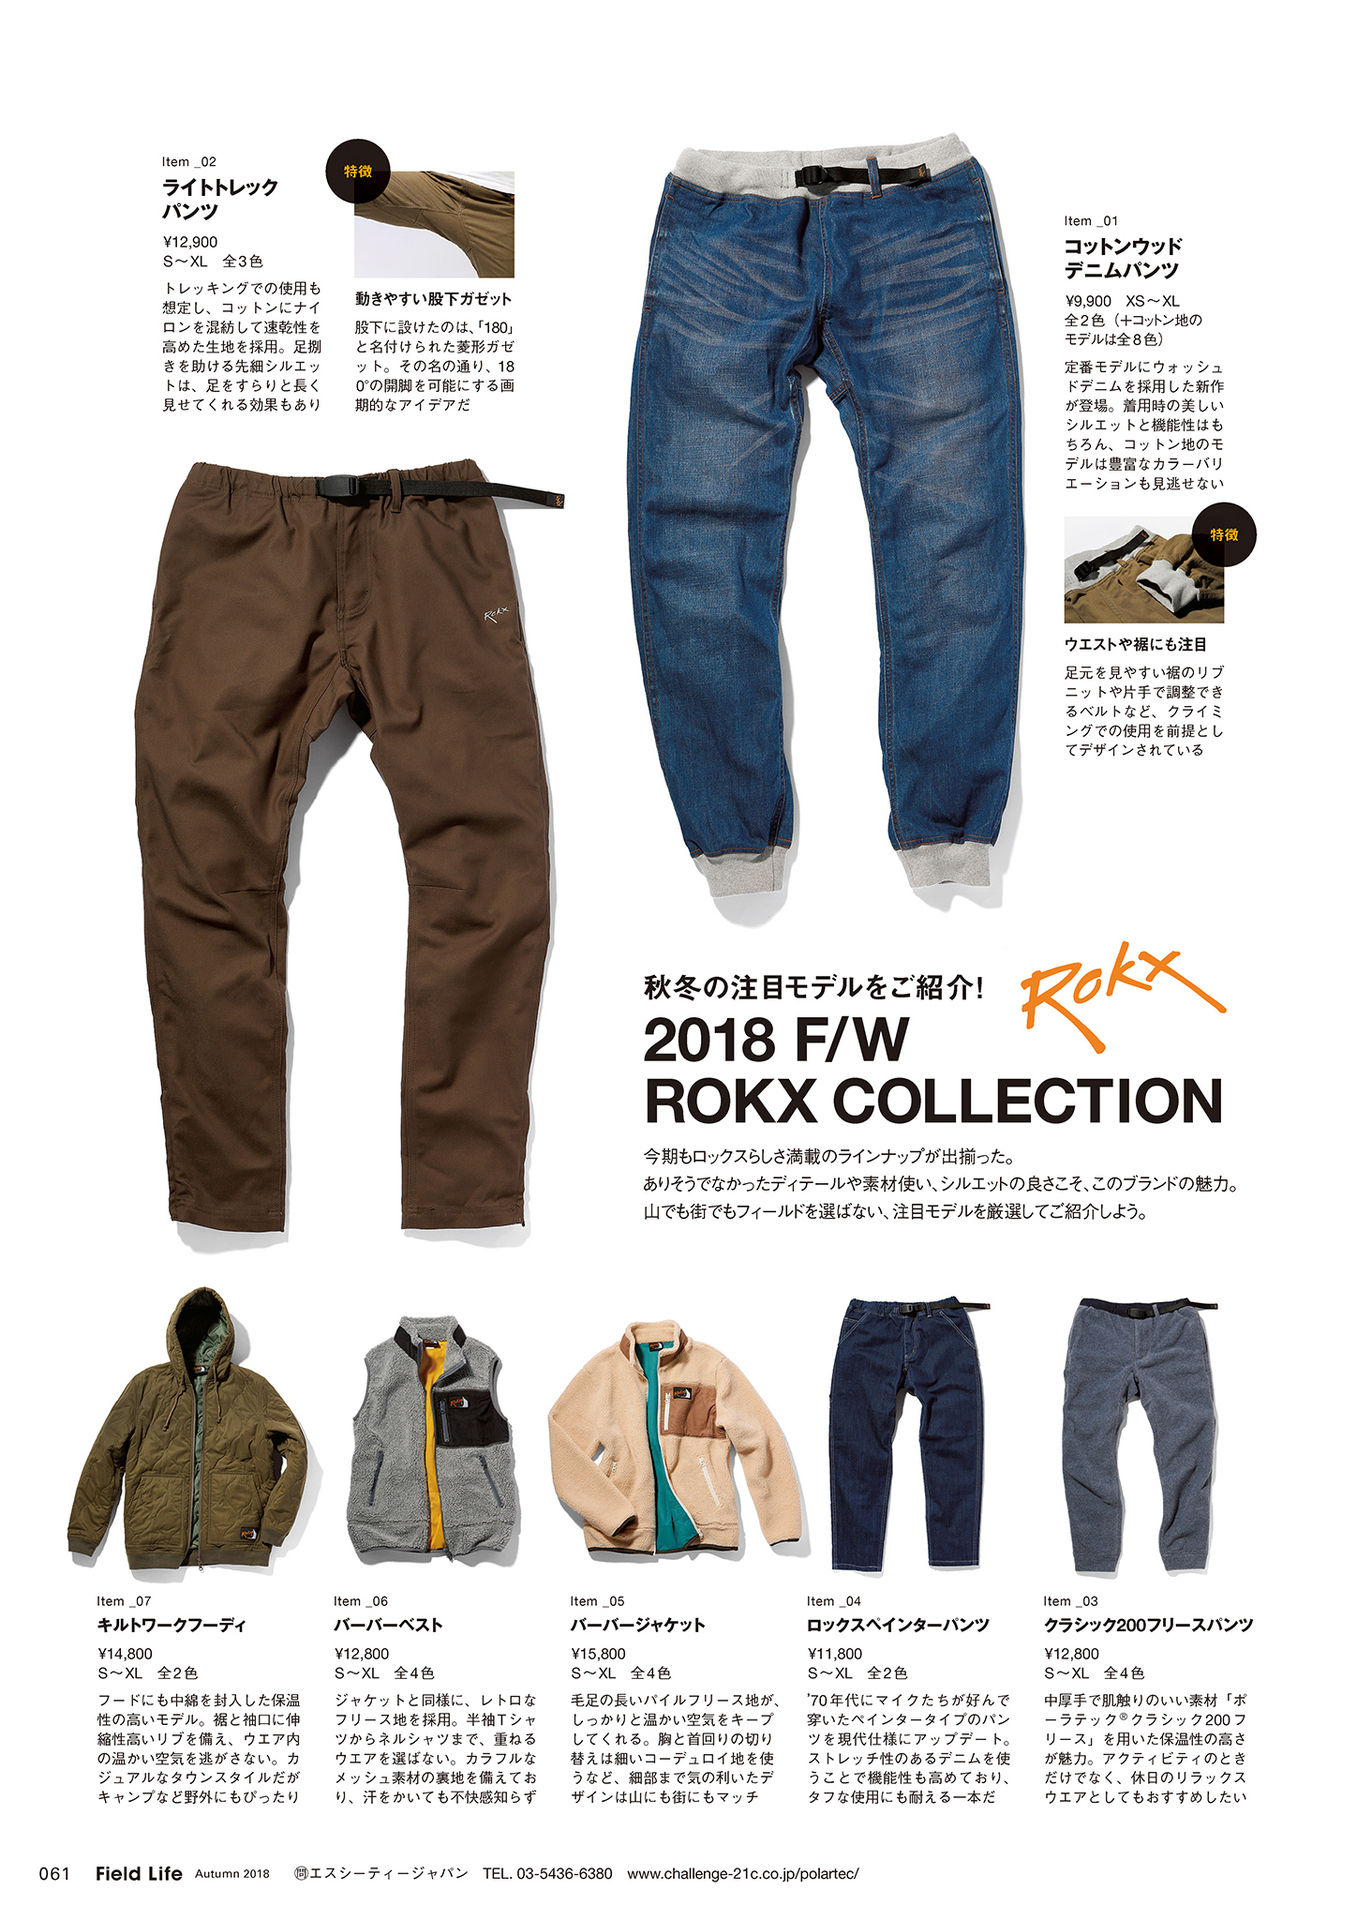 Item _02
ライトトレック
パンツ
¥12,900
S〜XL 全3色
トレッキングでの使用も
想定し、コットンにナイ
ロンを混紡して速乾性を
高めた生地を採用。足捌
きを助ける先細シルエッ
トは、足をすらりと長く
見せてくれる効果もあり
特徴
動きやすい股下ガゼット
股下に設けたのは、「180」
と名付けられた菱形ガゼ
ット。その名の通り、18
0°の開脚を可能にする画
期的なアイデアだ
Item _01
コットンウッド
デニムパンツ
¥9,900 XS〜XL
全2色（＋コットン地の
モデルは全8色）
定番モデルにウォッシュ
ドデニムを採用した新作
が登場。着用時の美しい
シルエットと機能性はも
ちろん、コットン地のモ
デルは豊富なカラーバリ
エーションも見逃せない
特徴
ウエストや裾にも注目
足元を見やすい裾のリブ
ニットや片手で調整でき
るベルトなど、クライミ
ングでの使用を前提とし
てデザインされている
Rokx
秋冬の注目モデルをご紹介！
Rokx
2018 F/W
ROKX COLLECTION
今期もロックスらしさ満載のラインナップが出揃った。
ありそうでなかったディテールや素材使い、シルエットの良さこそ、このブランドの魅力。
山でも街でもフィールドを選ばない、注目モデルを厳選してご紹介しよう。
Item _07
キルトワークフーディ
¥14,800
S〜XL 全2色
フードにも中綿を封入した保温
性の高いモデル。裾と袖口に伸
縮性高いリブを備え、ウエア内
の温かい空気を逃がさない。カ
ジュアルなタウンスタイルだが
キャンプなど野外にもぴったり
Item _06
バーバーベスト
¥12,800
S〜XL 全4色
ジャケットと同様に、レトロな
フリース地を採用。半袖Tシャ
ツからネルシャツまで、重ねる
ウエアを選ばない。カラフルな
メッシュ素材の裏地を備えてお
り、汗をかいても不快感知らず
Item _05
バーバージャケット
¥15,800
S〜XL 全4色
毛足の長いパイルフリース地が、
しっかりと温かい空気をキープ
してくれる。胸と首回りの切り
替えは細いコーデュロイ地を使
うなど、細部まで気の利いたデ
ザインは山にも街にもマッチ
Item _04
ロックスペインターパンツ
¥11,800
S〜XL 全2色
'70年代にマイクたちが好んで
穿いたペインタータイプのパン
ツを現代仕様にアップデート。
ストレッチ性のあるデニムを使
うことで機能性も高めており、
タフな使用にも耐える一本だ
Item _03
クラシック200フリースパンツ
¥12,800
S〜XL 全4色
中厚手で肌触りのいい素材「ポ
ーラテック®クラシック200フ
リース」を用いた保温性の高さ
が魅力。アクティビティのとき
だけでなく、休日のリラックス
ウエアとしてもおすすめしたい
061 Field Life Autumn 2018 ㉄エスシーティージャパン TEL. 03-5436-6380 www.challenge-21c.co.jp/polartec/